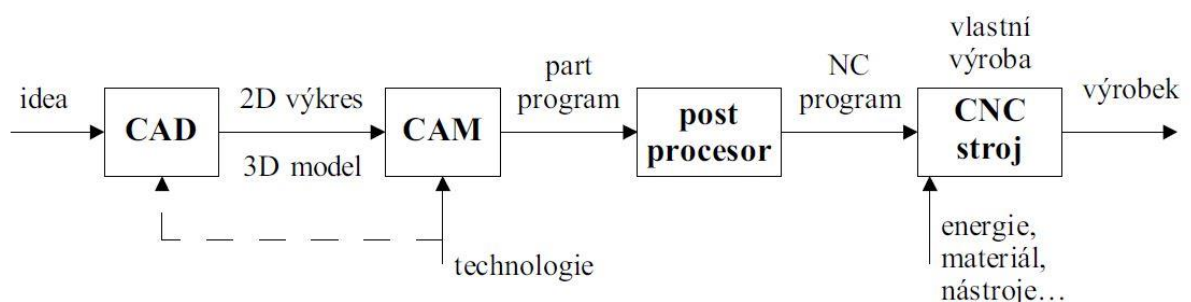 idea
CAD
2D výkres
3D model
CAM
part
program
post
procesor
NC
program
vlastní
výroba
CNC
stroj
výrobek
technologie
energie,
materiál,
nástroje…